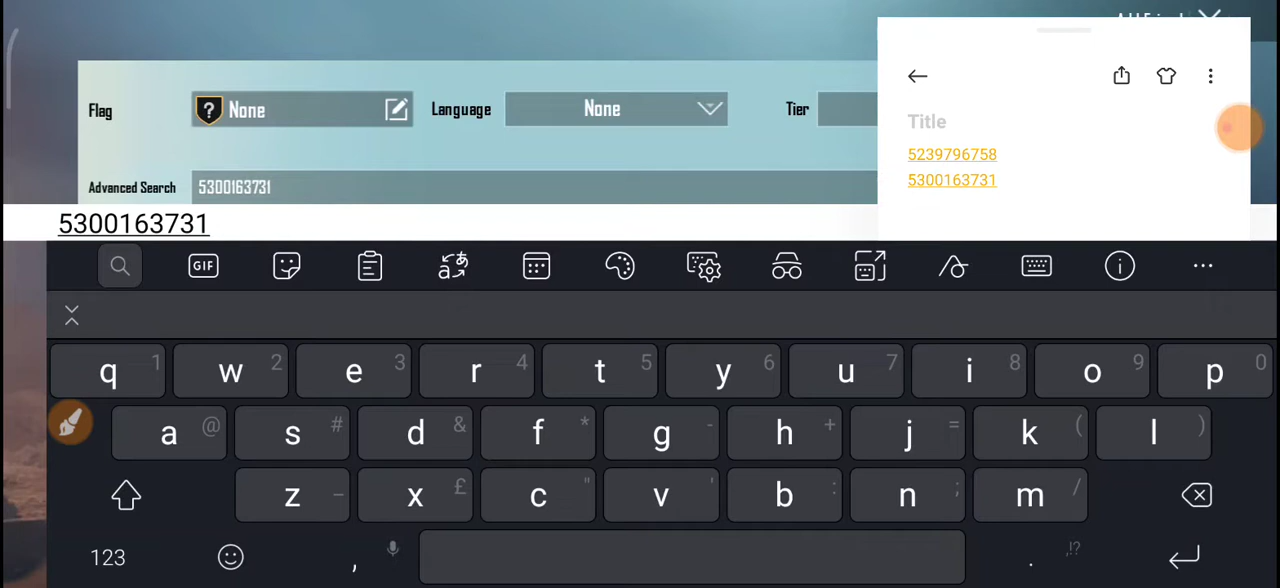 Flag
None
Language
None
Tier
Advanced Search
5300163731
Title
5239796758
5300163731
5300163731
GIF
q 1 w 2 e 3 r 4 t 5 y 6 u 7 i 8 o 9 p 0
a @ s # d & f * g - h + j = k ( l )
z _ x £ c " v ' b : n ; m /
123 , . ,!?